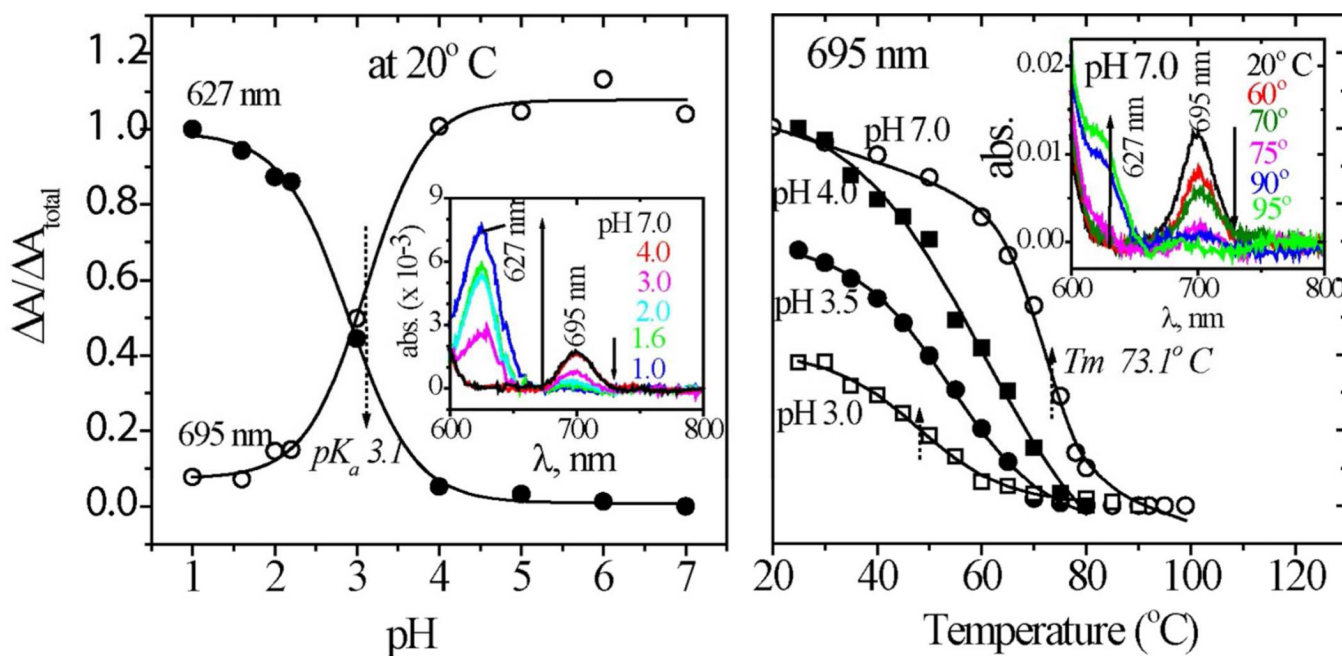 ΔA/ΔA_total
1.2
1.0
0.8
0.6
0.4
0.2
0.0
at 20° C
627 nm
695 nm
pK_a 3.1
1 2 3 4 5 6 7
pH
abs. (x 10⁻³)
9
6
3
0
627 nm
695 nm
pH 7.0
4.0
3.0
2.0
1.6
1.0
600 700 800
λ, nm
695 nm
pH 7.0
pH 4.0
pH 3.5
pH 3.0
Tm 73.1° C
20 40 60 80 100 120
Temperature (°C)
abs.
0.02
0.01
0.00
pH 7.0
627 nm
695 nm
20° C
60°
70°
75°
90°
95°
600 700 800
λ, nm